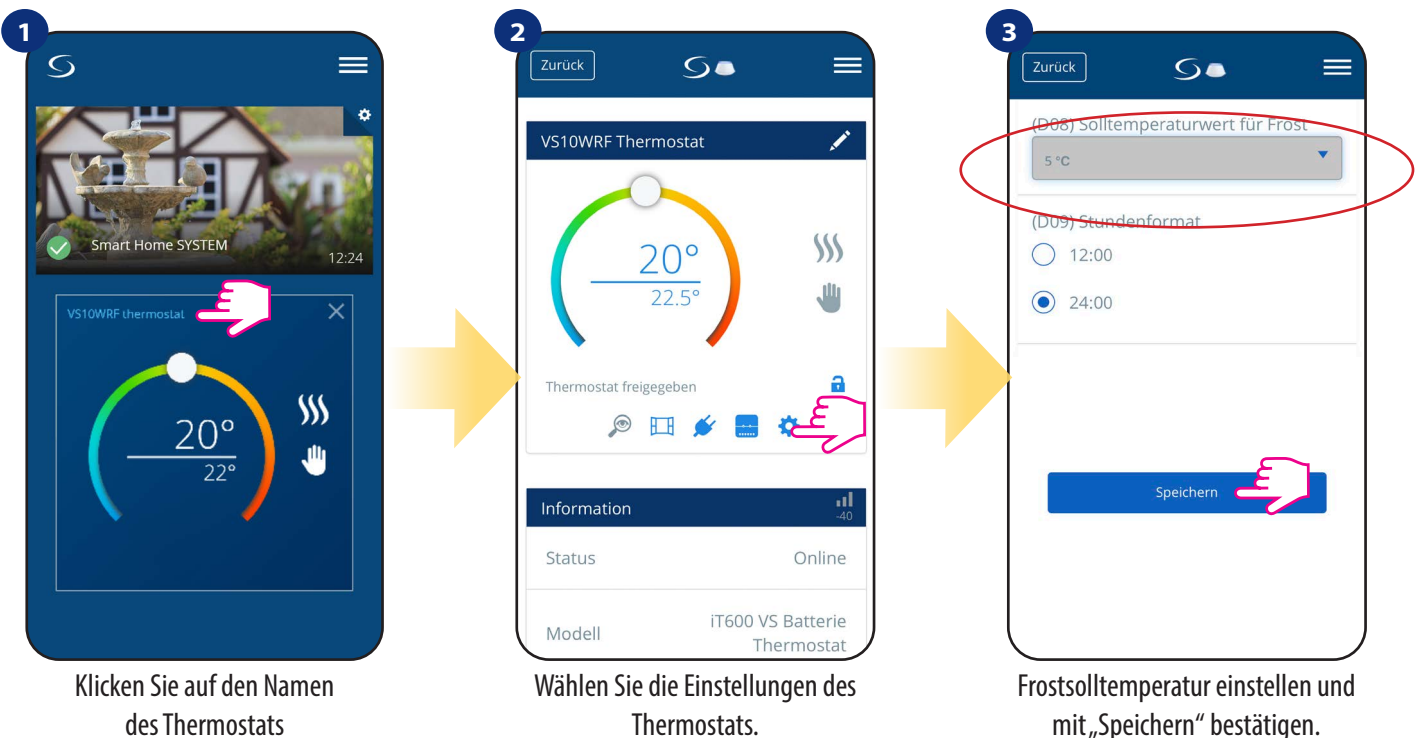 1
Smart Home SYSTEM
12:24
VS10WRF thermostat
20°
22°
Klicken Sie auf den Namen
des Thermostats
2
Zurück
VS10WRF Thermostat
20°
22.5°
Thermostat freigegeben
Information
-40
Status Online
Modell iT600 VS Batterie
Thermostat
Wählen Sie die Einstellungen des
Thermostats.
3
Zurück
(D08) Solltemperaturwert für Frost
5 °C
(D09) Stundenformat
12:00
24:00
Speichern
Frostsolltemperatur einstellen und
mit „Speichern“ bestätigen.